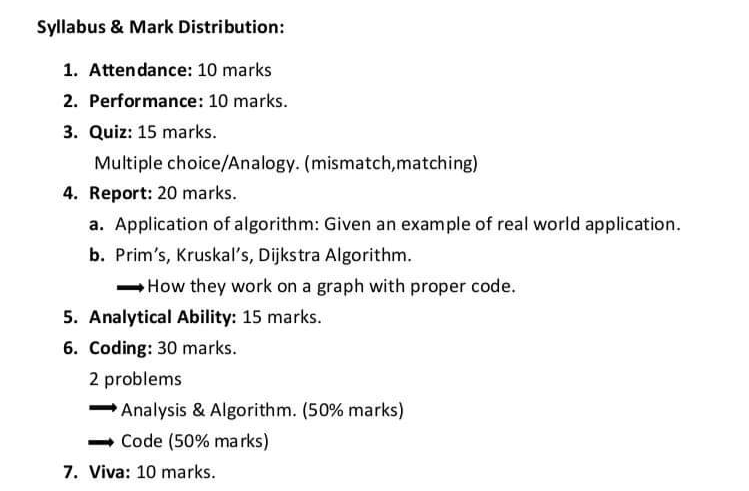 Syllabus & Mark Distribution:
1. Attendance: 10 marks
2. Performance: 10 marks.
3. Quiz: 15 marks.
Multiple choice/Analogy. (mismatch,matching)
4. Report: 20 marks.
a. Application of algorithm: Given an example of real world application.
b. Prim’s, Kruskal’s, Dijkstra Algorithm.
→How they work on a graph with proper code.
5. Analytical Ability: 15 marks.
6. Coding: 30 marks.
2 problems
→ Analysis & Algorithm. (50% marks)
→ Code (50% marks)
7. Viva: 10 marks.